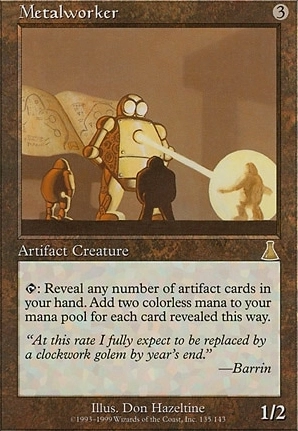 Metalworker 3
Artifact Creature
: Reveal any number of artifact cards in
your hand. Add two colorless mana to your
mana pool for each card revealed this way.
“At this rate I fully expect to be replaced by
a clockwork golem by year's end.”
—Barrin
Illus. Don Hazeltine
©1993–1999 Wizards of the Coast, Inc. 135/143
1/2